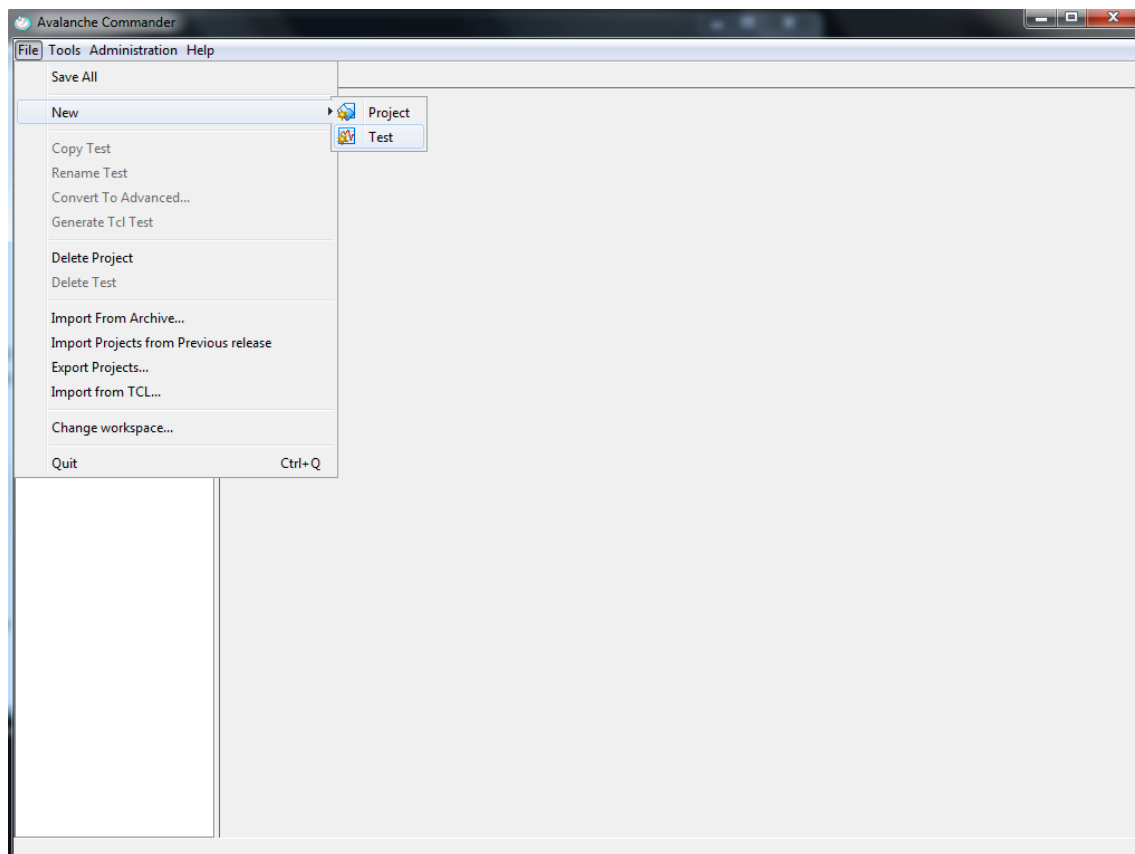 Avalanche Commander
File Tools Administration Help
Save All
New
Project
Test
Copy Test
Rename Test
Convert To Advanced...
Generate Tcl Test
Delete Project
Delete Test
Import From Archive...
Import Projects from Previous release
Export Projects...
Import from TCL...
Change workspace...
Quit Ctrl+Q